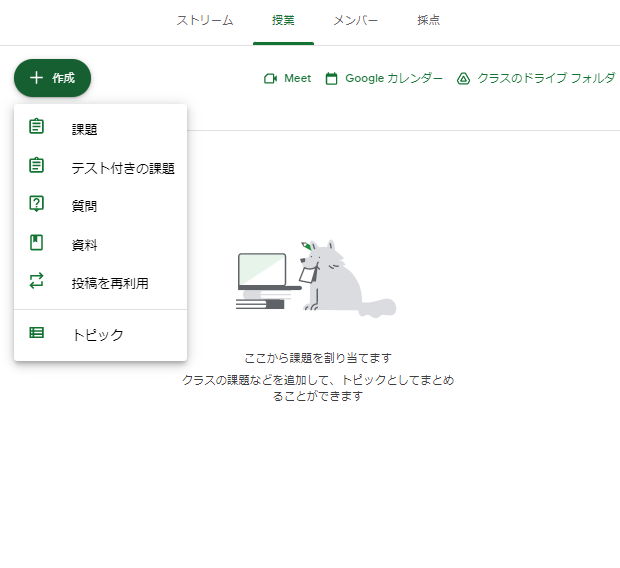 ストリーム 授業 メンバー 採点
作成 Meet Google カレンダー クラスのドライブ フォルダ
課題
テスト付きの課題
質問
資料
投稿を再利用
トピック
ここから課題を割り当てます
クラスの課題などを追加して、トピックとしてまとめ
ることができます